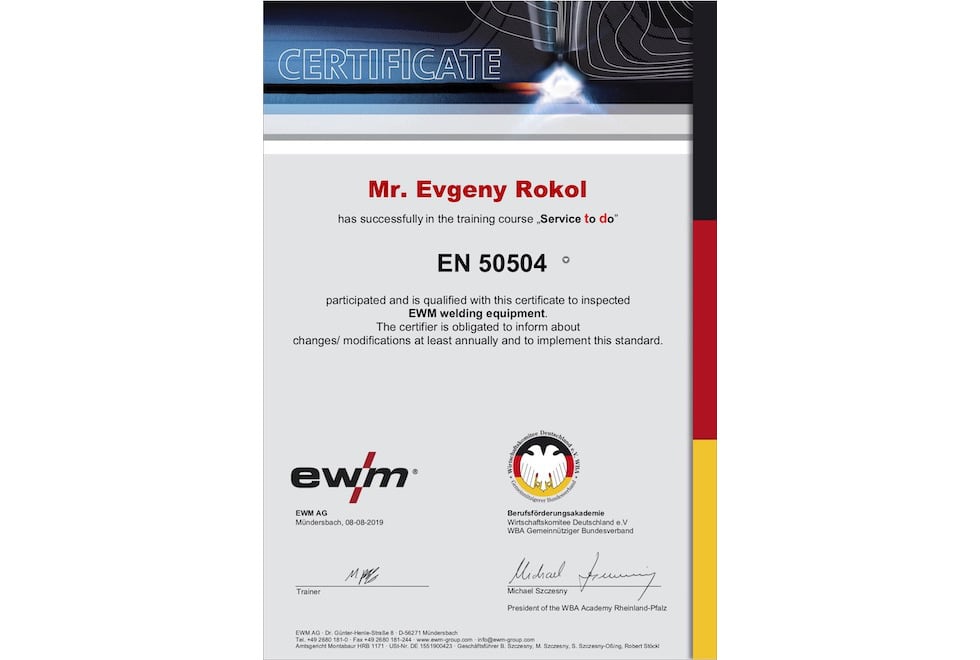 CERTIFICATE
Mr. Evgeny Rokol
has successfully in the training course „Service to do"
EN 50504
participated and is qualified with this certificate to inspected
EWM welding equipment.
The certifier is obligated to inform about
changes/ modifications at least annually and to implement this standard.
ewm®
Wirtschaftskomitee Deutschland e.V. WBA
Gemeinnütziger Bundesverband
EWM AG
Mündersbach, 08-08-2019
Berufsförderungsakademie
Wirtschaftskomitee Deutschland e.V
WBA Gemeinnütziger Bundesverband
Trainer
Michael Szczesny
President of the WBA Academy Rheinland-Pfalz
EWM AG · Dr. Günter-Henle-Straße 8 · D-56271 Mündersbach
Tel. +49 2680 181-0 · Fax +49 2680 181-244 · www-ewm-group.com · info@ewm-group.com
Amtsgericht Montabaur HRB 1171 · USt-Nr. DE 1551900423 · Geschäftsführer B. Szczesny, M. Szczesny, S. Szczesny-Oßing, Robert Stöckl